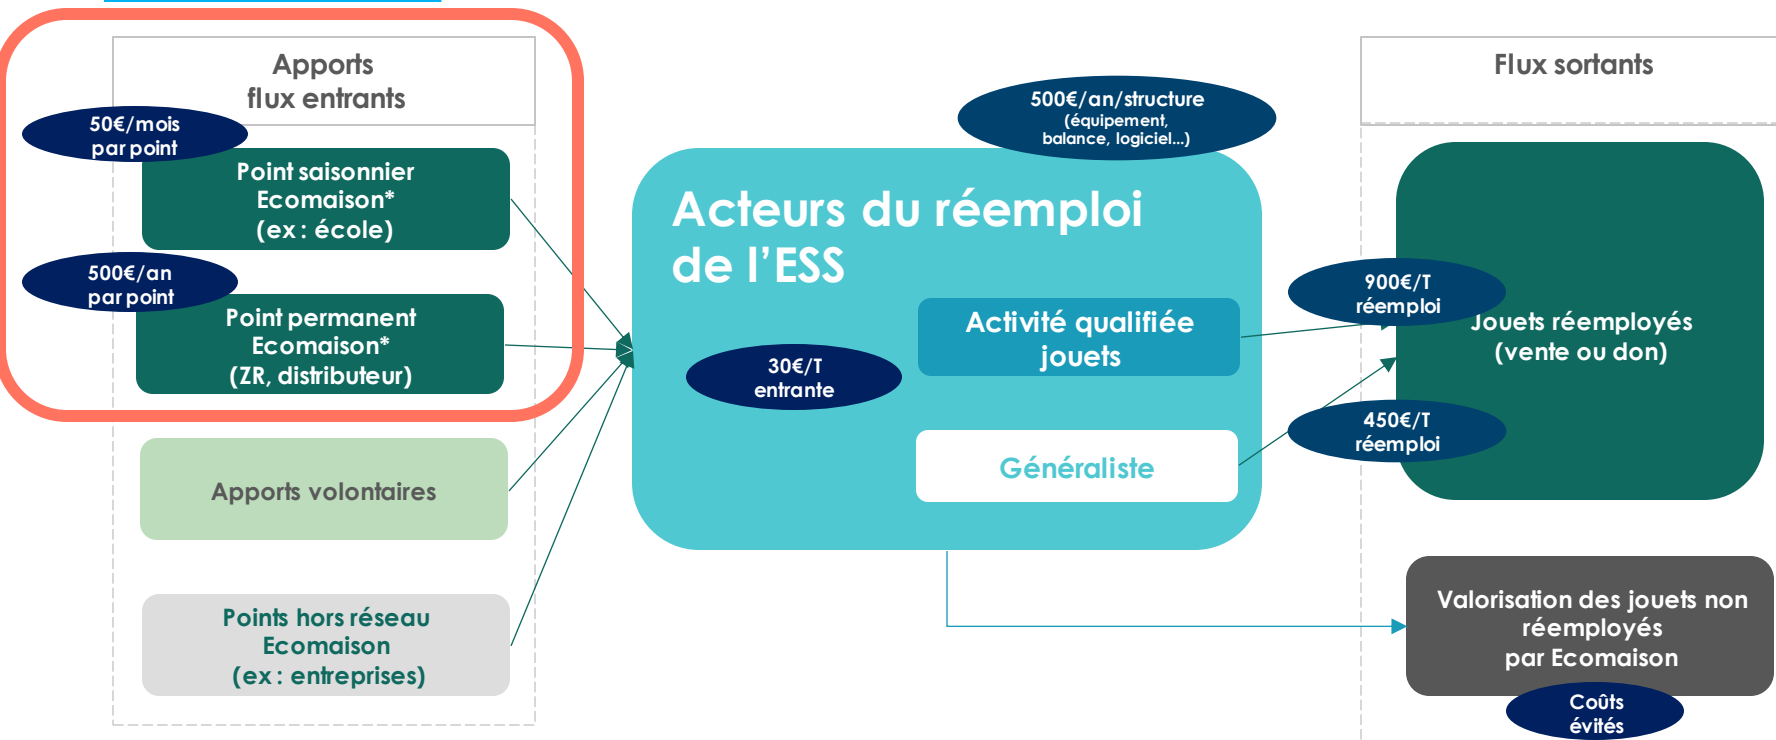 Apports
flux entrants
50€/mois
par point
Point saisonnier
Ecomaison*
(ex : école)
500€/an
par point
Point permanent
Ecomaison*
(ZR, distributeur)
Apports volontaires
Points hors réseau
Ecomaison
(ex : entreprises)
500€/an/structure
(équipement,
balance, logiciel...)
Acteurs du réemploi
de l’ESS
Activité qualifiée
jouets
30€/T
entrante
Généraliste
Flux sortants
900€/T
réemploi
Jouets réemployés
(vente ou don)
450€/T
réemploi
Valorisation des jouets non
réemployés
par Ecomaison
Coûts
évités